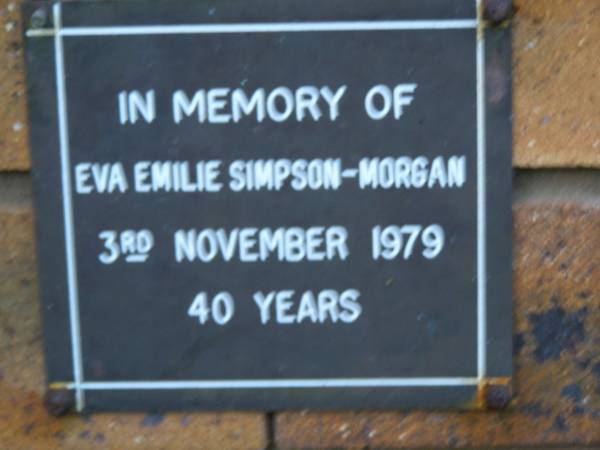 IN MEMORY OF
EVA EMILIE SIMPSON-MORGAN
3RD NOVEMBER 1979
40 YEARS